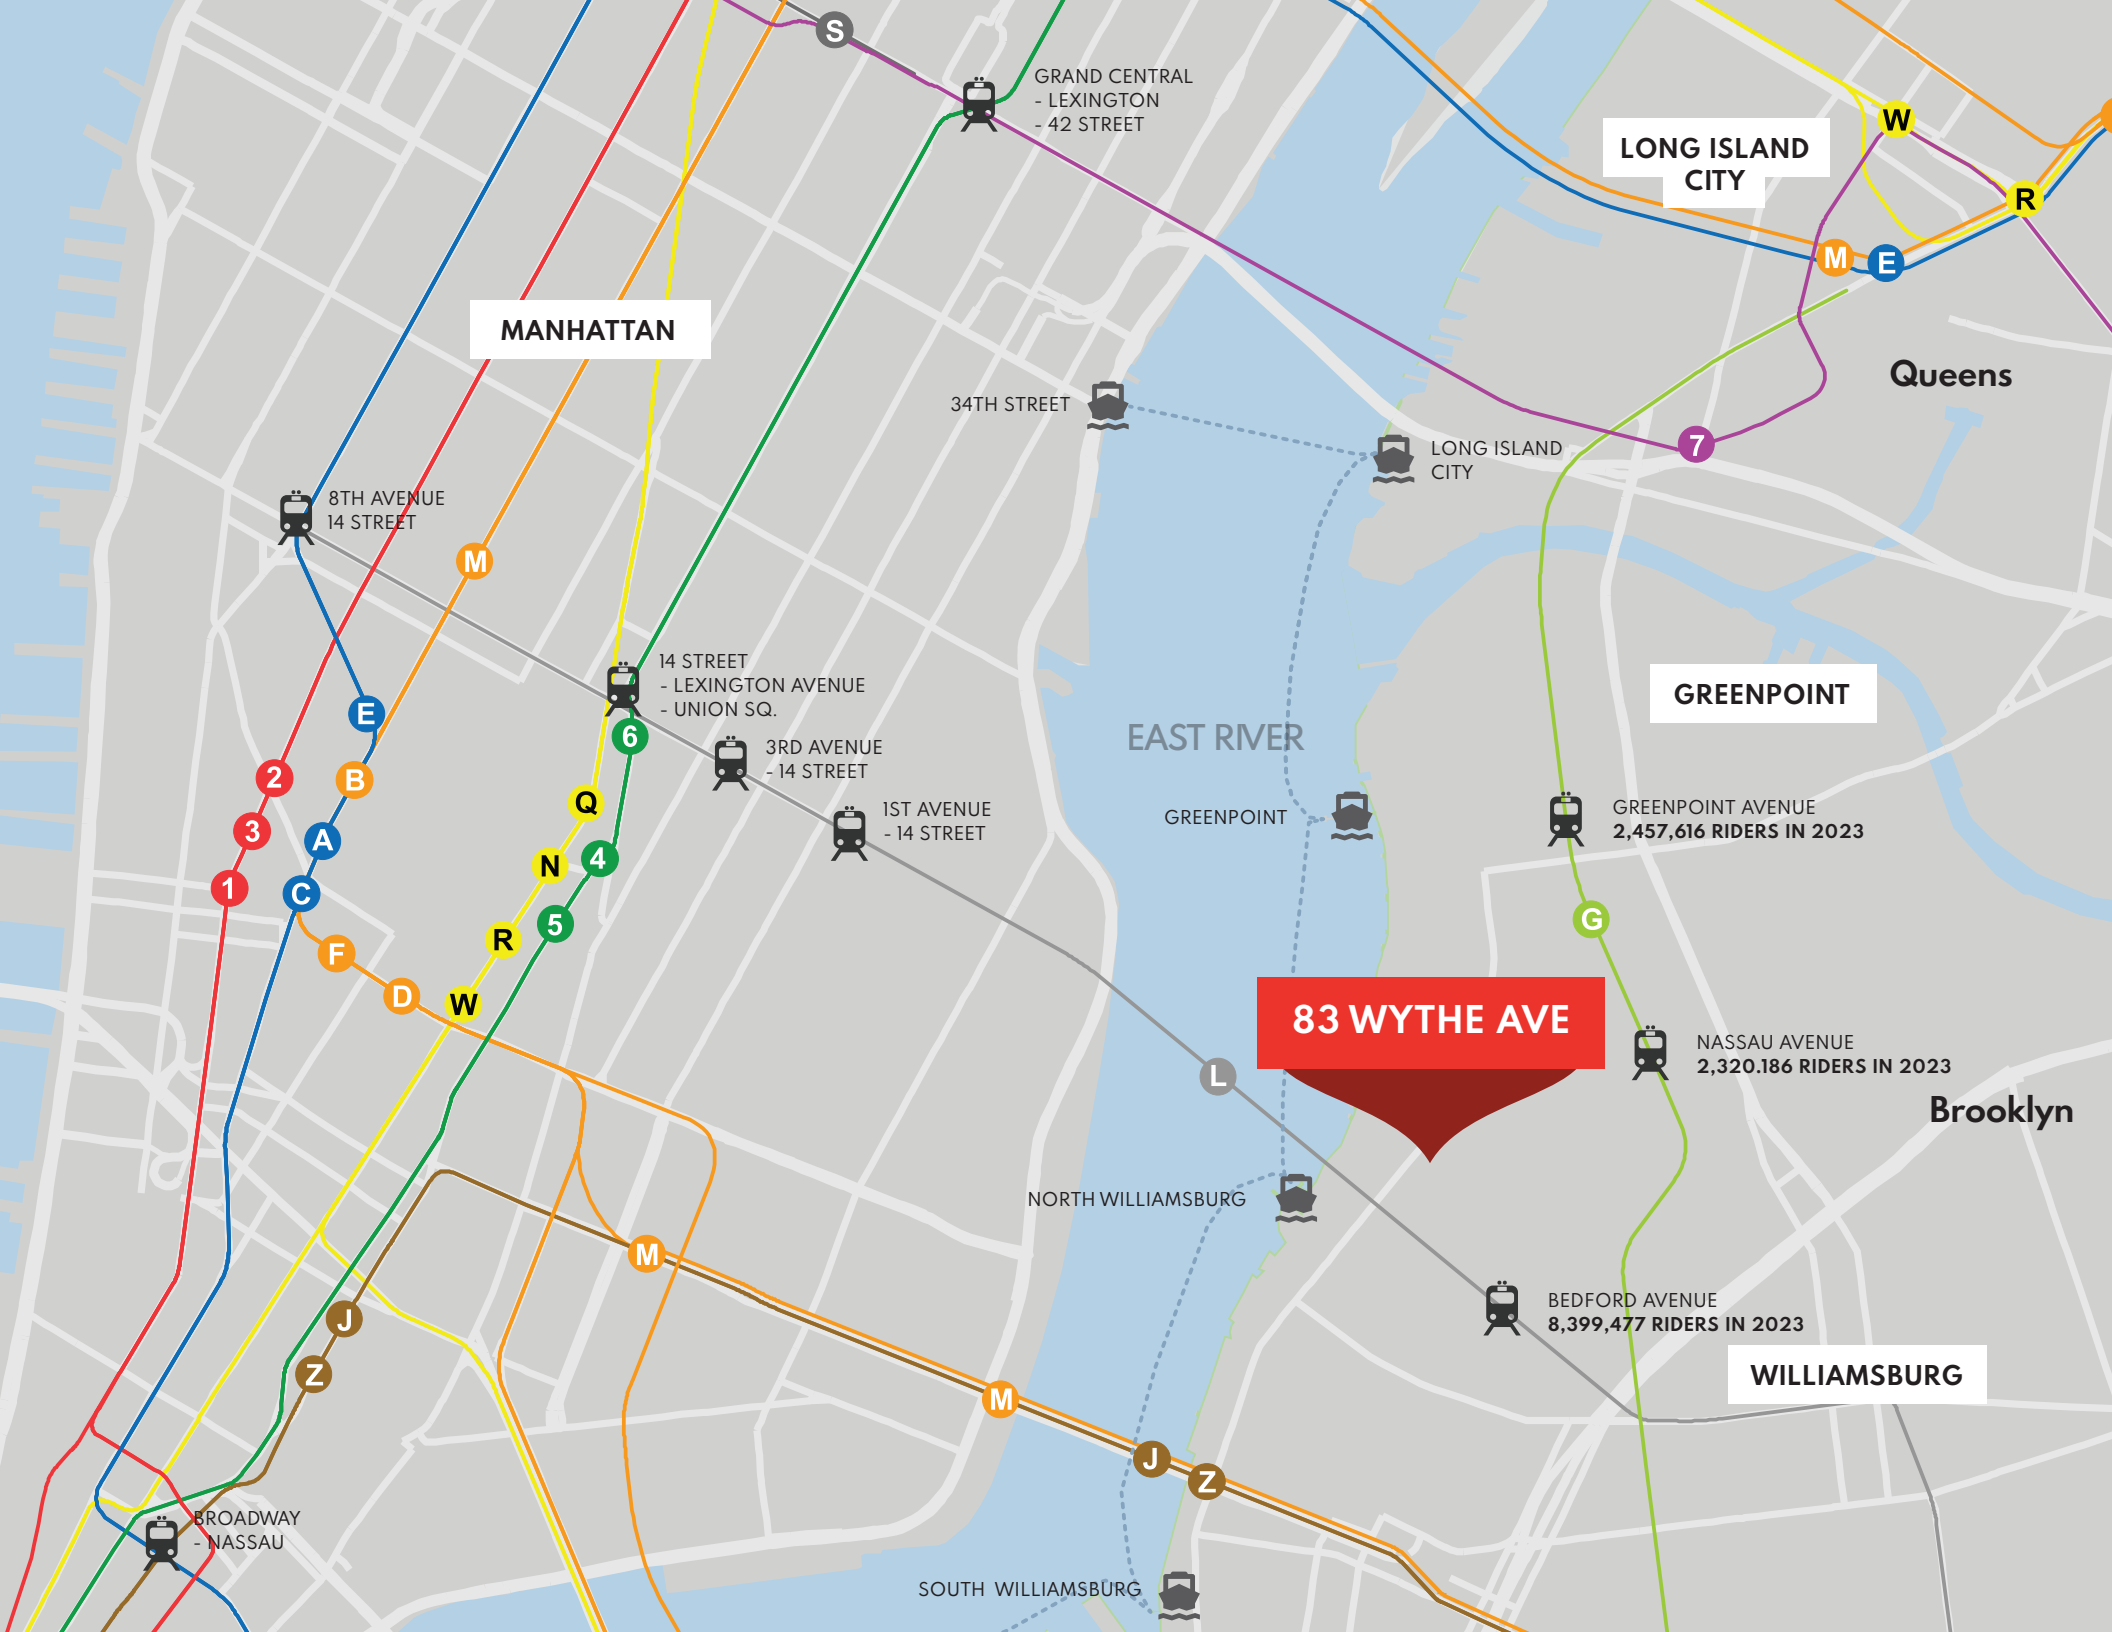 S
GRAND CENTRAL
- LEXINGTON
- 42 STREET
W
LONG ISLAND
CITY
R
M
E
MANHATTAN
Queens
34TH STREET
LONG ISLAND
CITY
7
8TH AVENUE
14 STREET
M
14 STREET
- LEXINGTON AVENUE
- UNION SQ.
GREENPOINT
E
6
EAST RIVER
3RD AVENUE
- 14 STREET
2
B
Q
1ST AVENUE
- 14 STREET
GREENPOINT
GREENPOINT AVENUE
2,457,616 RIDERS IN 2023
3
A
N
4
1
C
R
5
G
F
D
W
83 WYTHE AVE
NASSAU AVENUE
2,320.186 RIDERS IN 2023
L
Brooklyn
NORTH WILLIAMSBURG
M
BEDFORD AVENUE
8,399,477 RIDERS IN 2023
J
Z
WILLIAMSBURG
M
J
Z
BROADWAY
- NASSAU
SOUTH WILLIAMSBURG